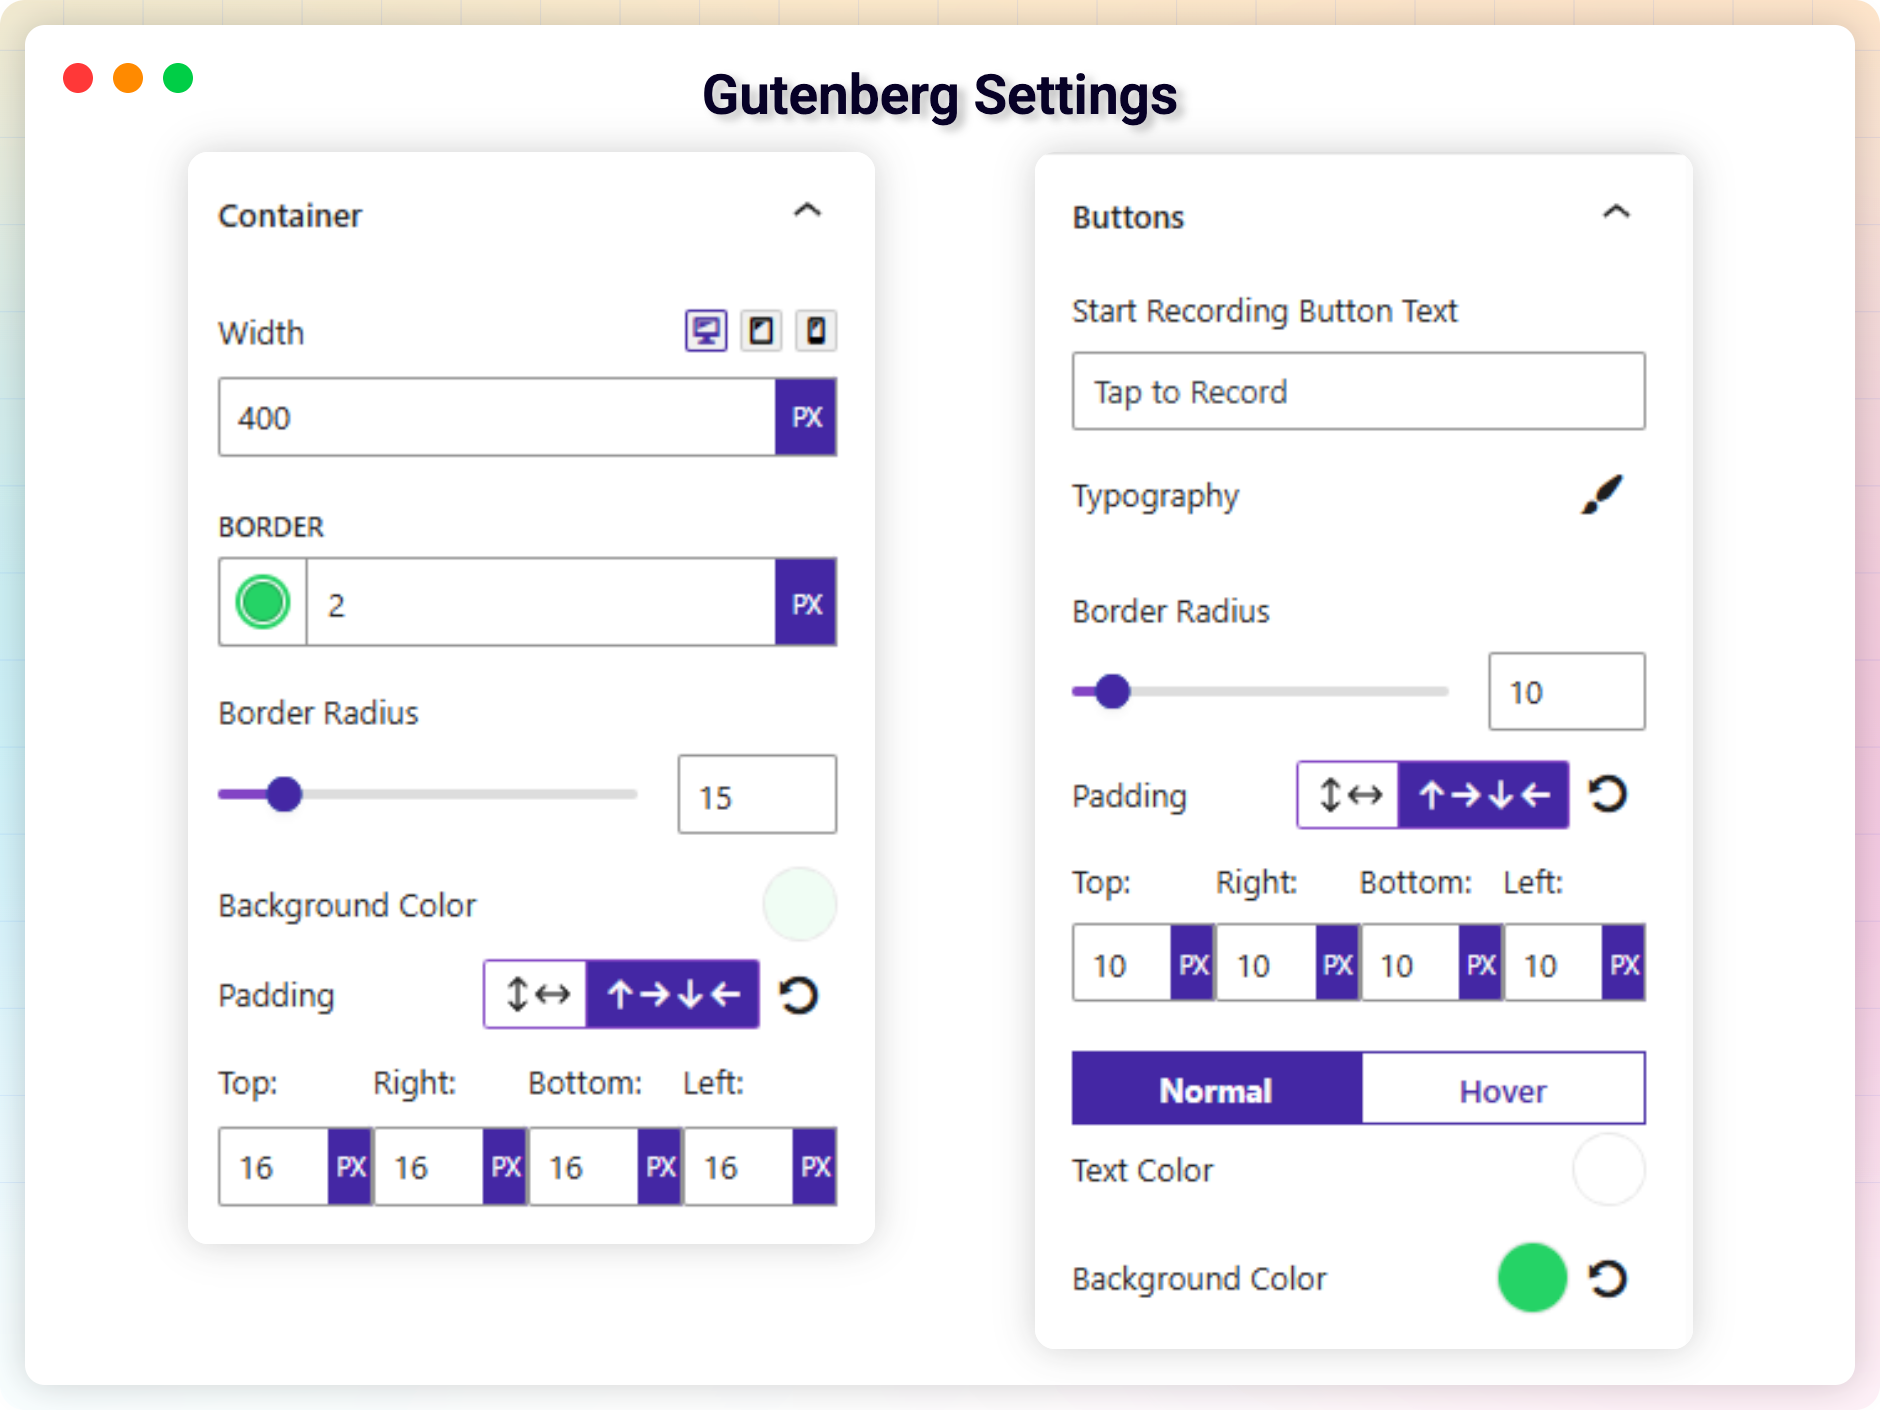 Gutenberg Settings
Container
Width
400 PX
BORDER
2 PX
Border Radius
15
Background Color
Padding
Top: Right: Bottom: Left:
16 PX 16 PX 16 PX 16 PX
Buttons
Start Recording Button Text
Tap to Record
Typography
Border Radius
10
Padding
Top: Right: Bottom: Left:
10 PX 10 PX 10 PX 10 PX
Normal Hover
Text Color
Background Color